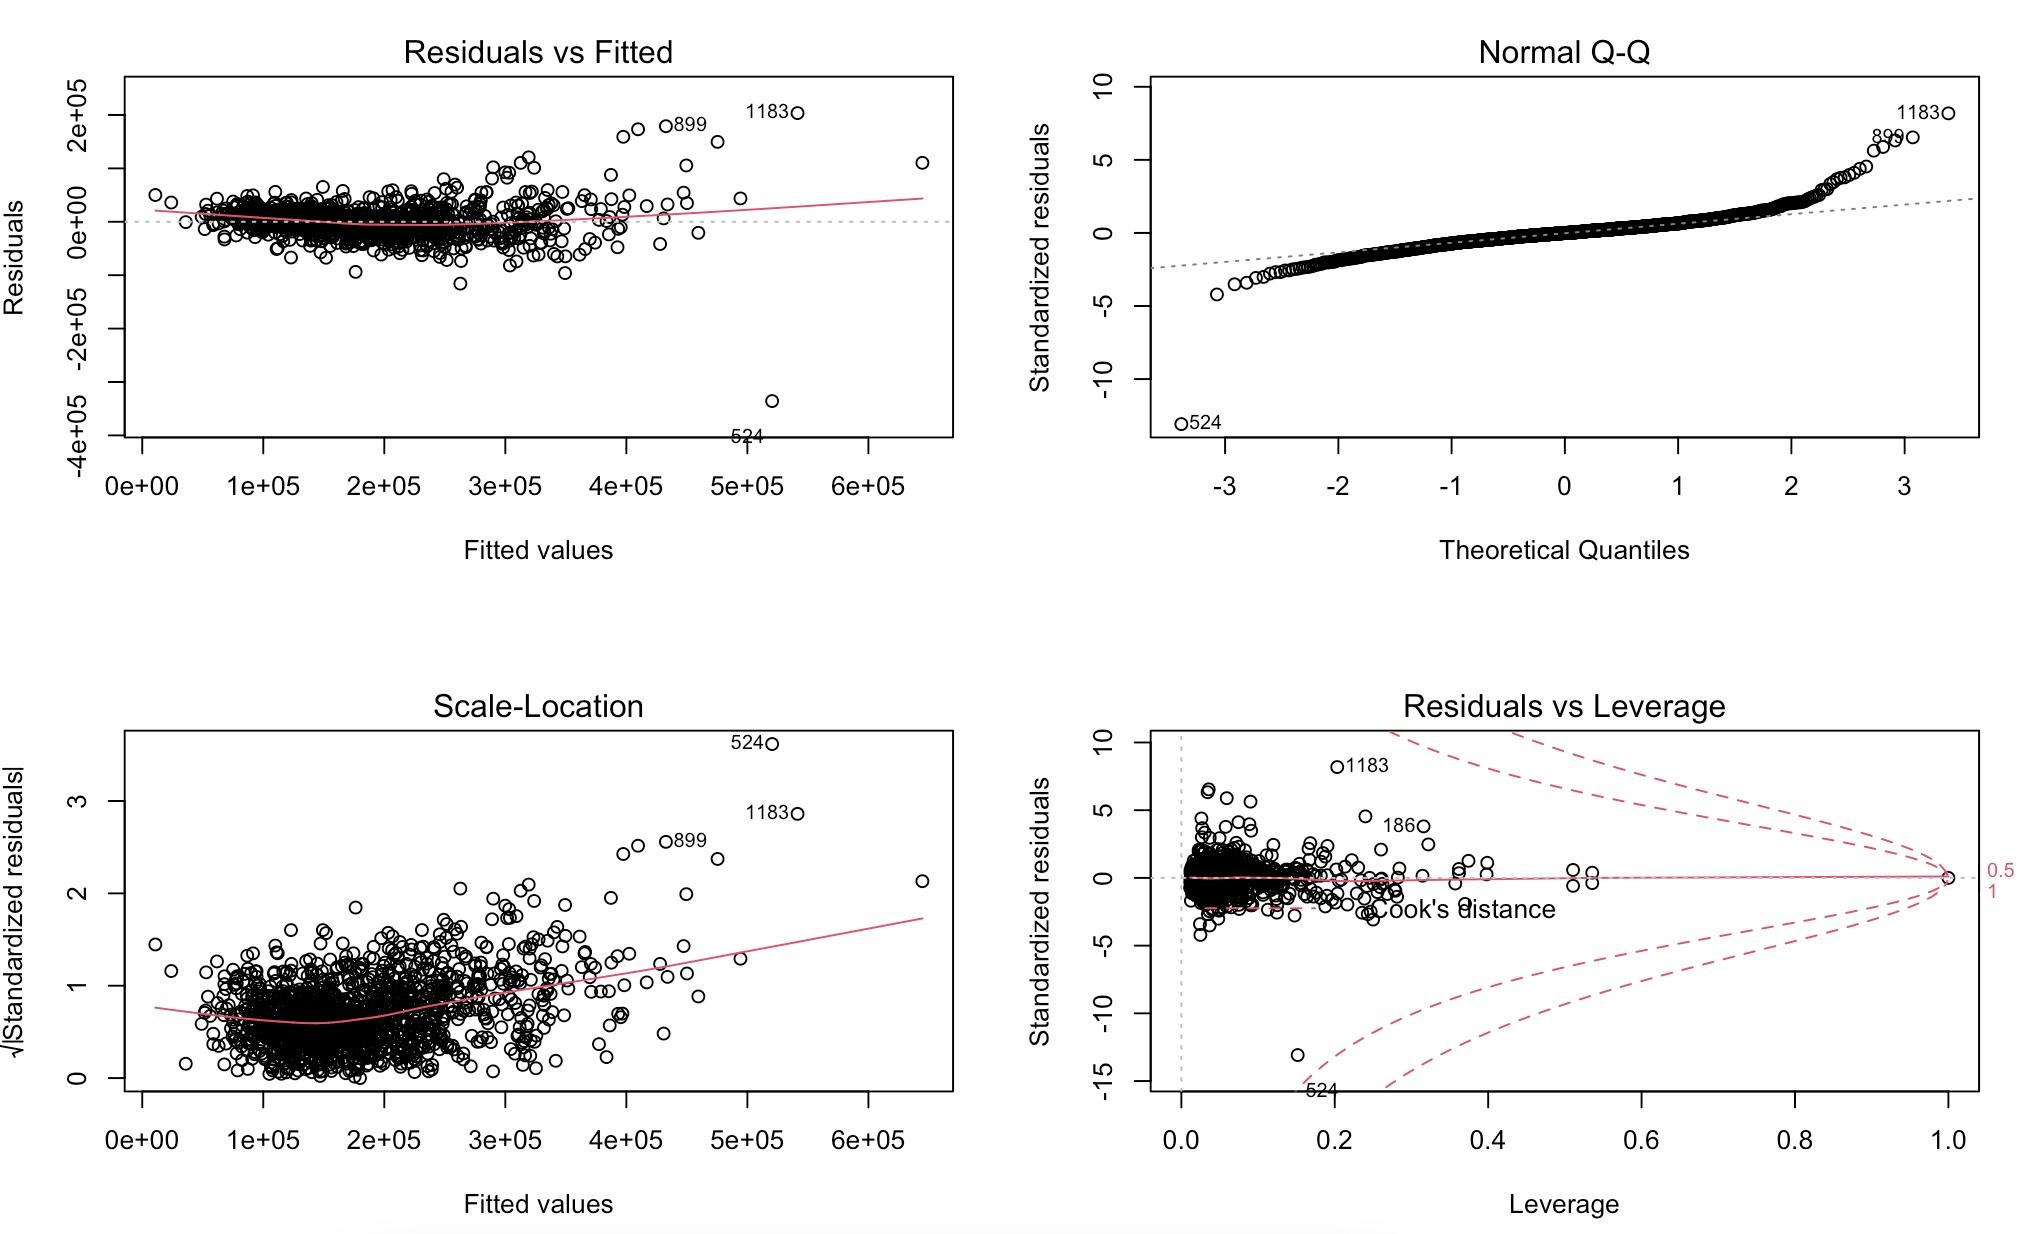 Residuals vs Fitted
Residuals
-4e+05 -2e+05 0e+00 2e+05
1183
899
524
0e+00 1e+05 2e+05 3e+05 4e+05 5e+05 6e+05
Fitted values
Normal Q-Q
Standardized residuals
-10 -5 0 5 10
1183
899
524
-3 -2 -1 0 1 2 3
Theoretical Quantiles
Scale-Location
√|Standardized residuals|
0 1 2 3
524
1183
899
0e+00 1e+05 2e+05 3e+05 4e+05 5e+05 6e+05
Fitted values
Residuals vs Leverage
Standardized residuals
-15 -10 -5 0 5 10
1183
186
0.5
1
Cook's distance
524
0.0 0.2 0.4 0.6 0.8 1.0
Leverage